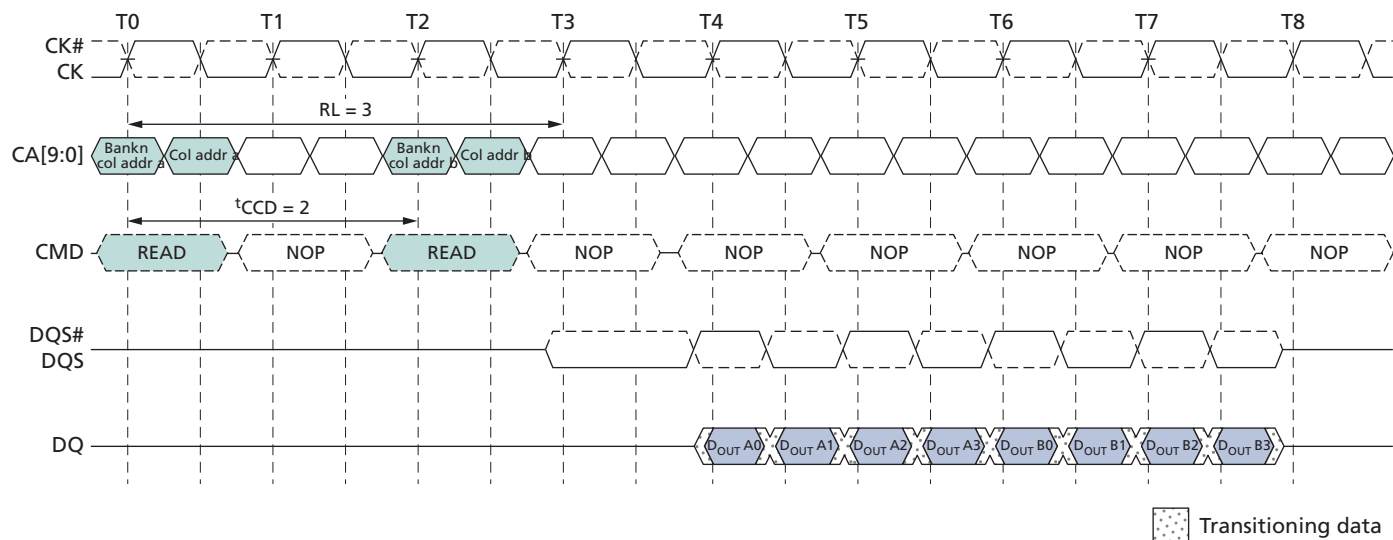 T0 T1 T2 T3 T4 T5 T6 T7 T8
CK#
CK
RL = 3
CA[9:0]
Bankn
col addr a
Col addr a
Bankn
col addr b
Col addr b
tCCD = 2
CMD READ NOP READ NOP NOP NOP NOP NOP NOP
DQS#
DQS
DQ DOUT A0 DOUT A1 DOUT A2 DOUT A3 DOUT B0 DOUT B1 DOUT B2 DOUT B3
Transitioning data